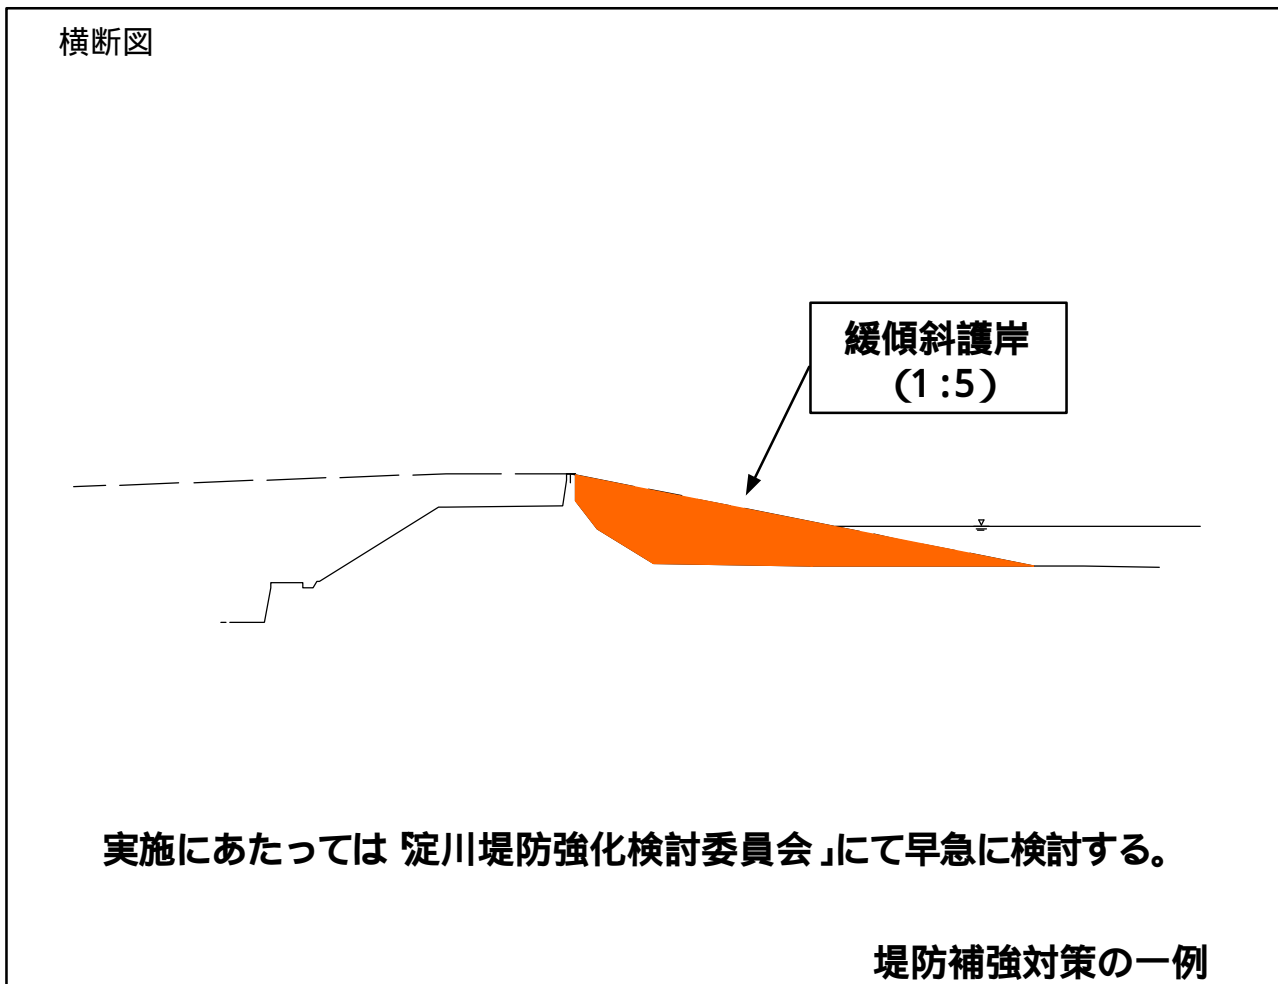 横断図
緩傾斜護岸
(1:5)
実施にあたっては「淀川堤防強化検討委員会」にて早急に検討する。
堤防補強対策の一例